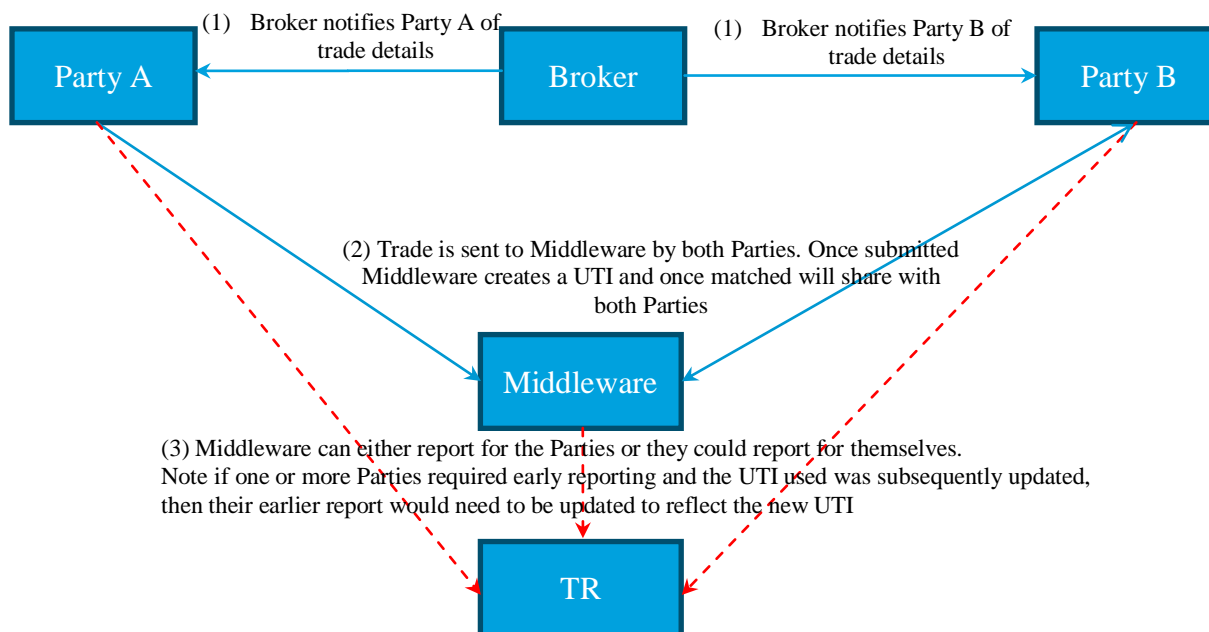 (1) Broker notifies Party A of
trade details
(1) Broker notifies Party B of
trade details
Party A
Broker
Party B
(2) Trade is sent to Middleware by both Parties. Once submitted
Middleware creates a UTI and once matched will share with
both Parties
Middleware
(3) Middleware can either report for the Parties or they could report for themselves.
Note if one or more Parties required early reporting and the UTI used was subsequently updated,
then their earlier report would need to be updated to reflect the new UTI
TR